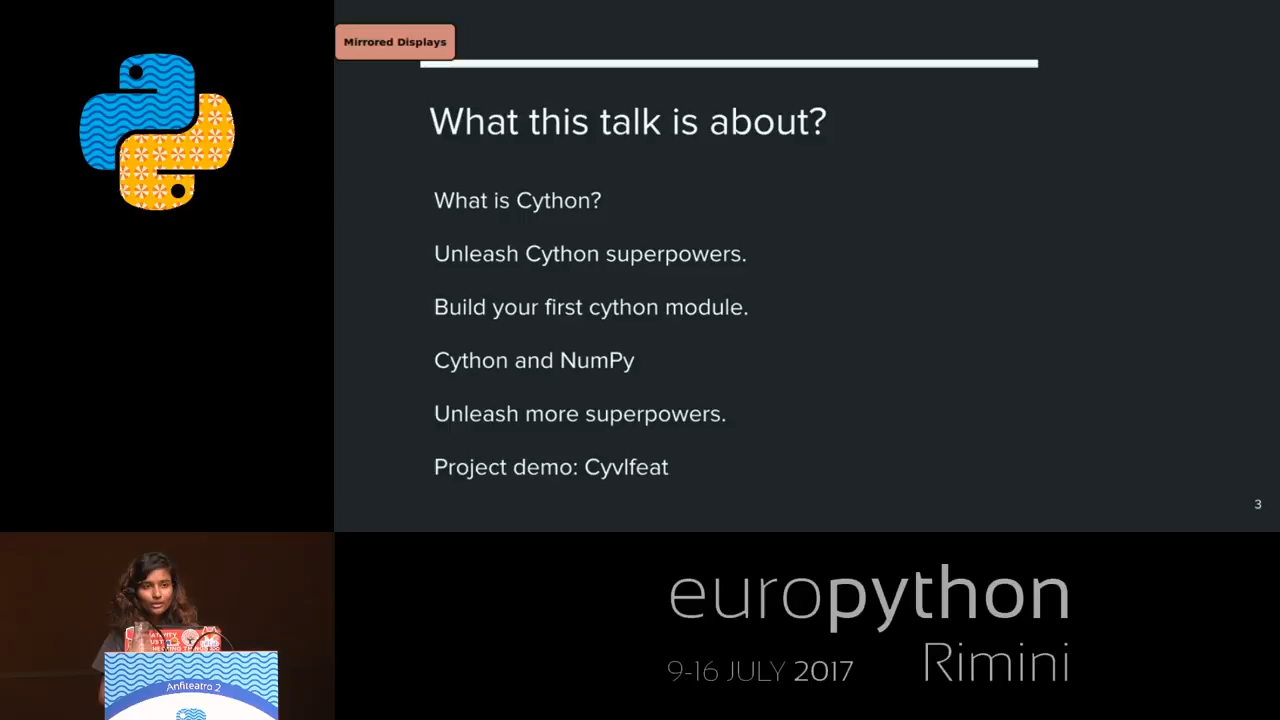 Mirrored Displays
What this talk is about?
What is Cython?
Unleash Cython superpowers.
Build your first cython module.
Cython and NumPy
Unleash more superpowers.
Project demo: Cyvlfeat
3
europython
9-16 JULY 2017
Rimini
Anfiteatro 2